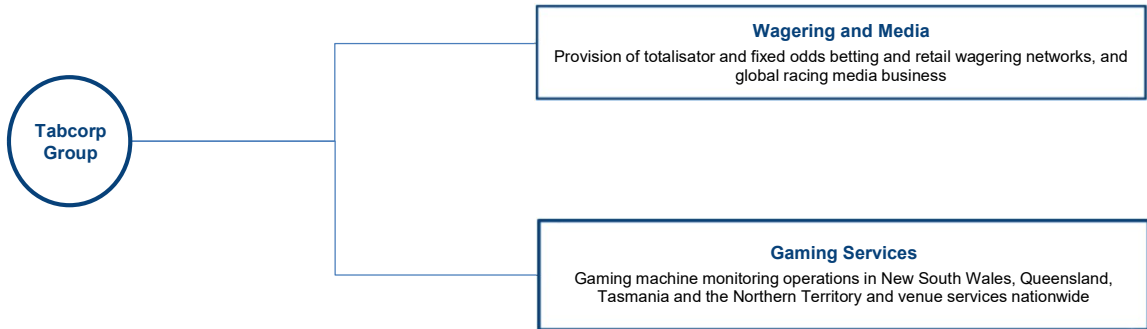 Wagering and Media
Provision of totalisator and fixed odds betting and retail wagering networks, and
global racing media business
Tabcorp
Group
Gaming Services
Gaming machine monitoring operations in New South Wales, Queensland,
Tasmania and the Northern Territory and venue services nationwide